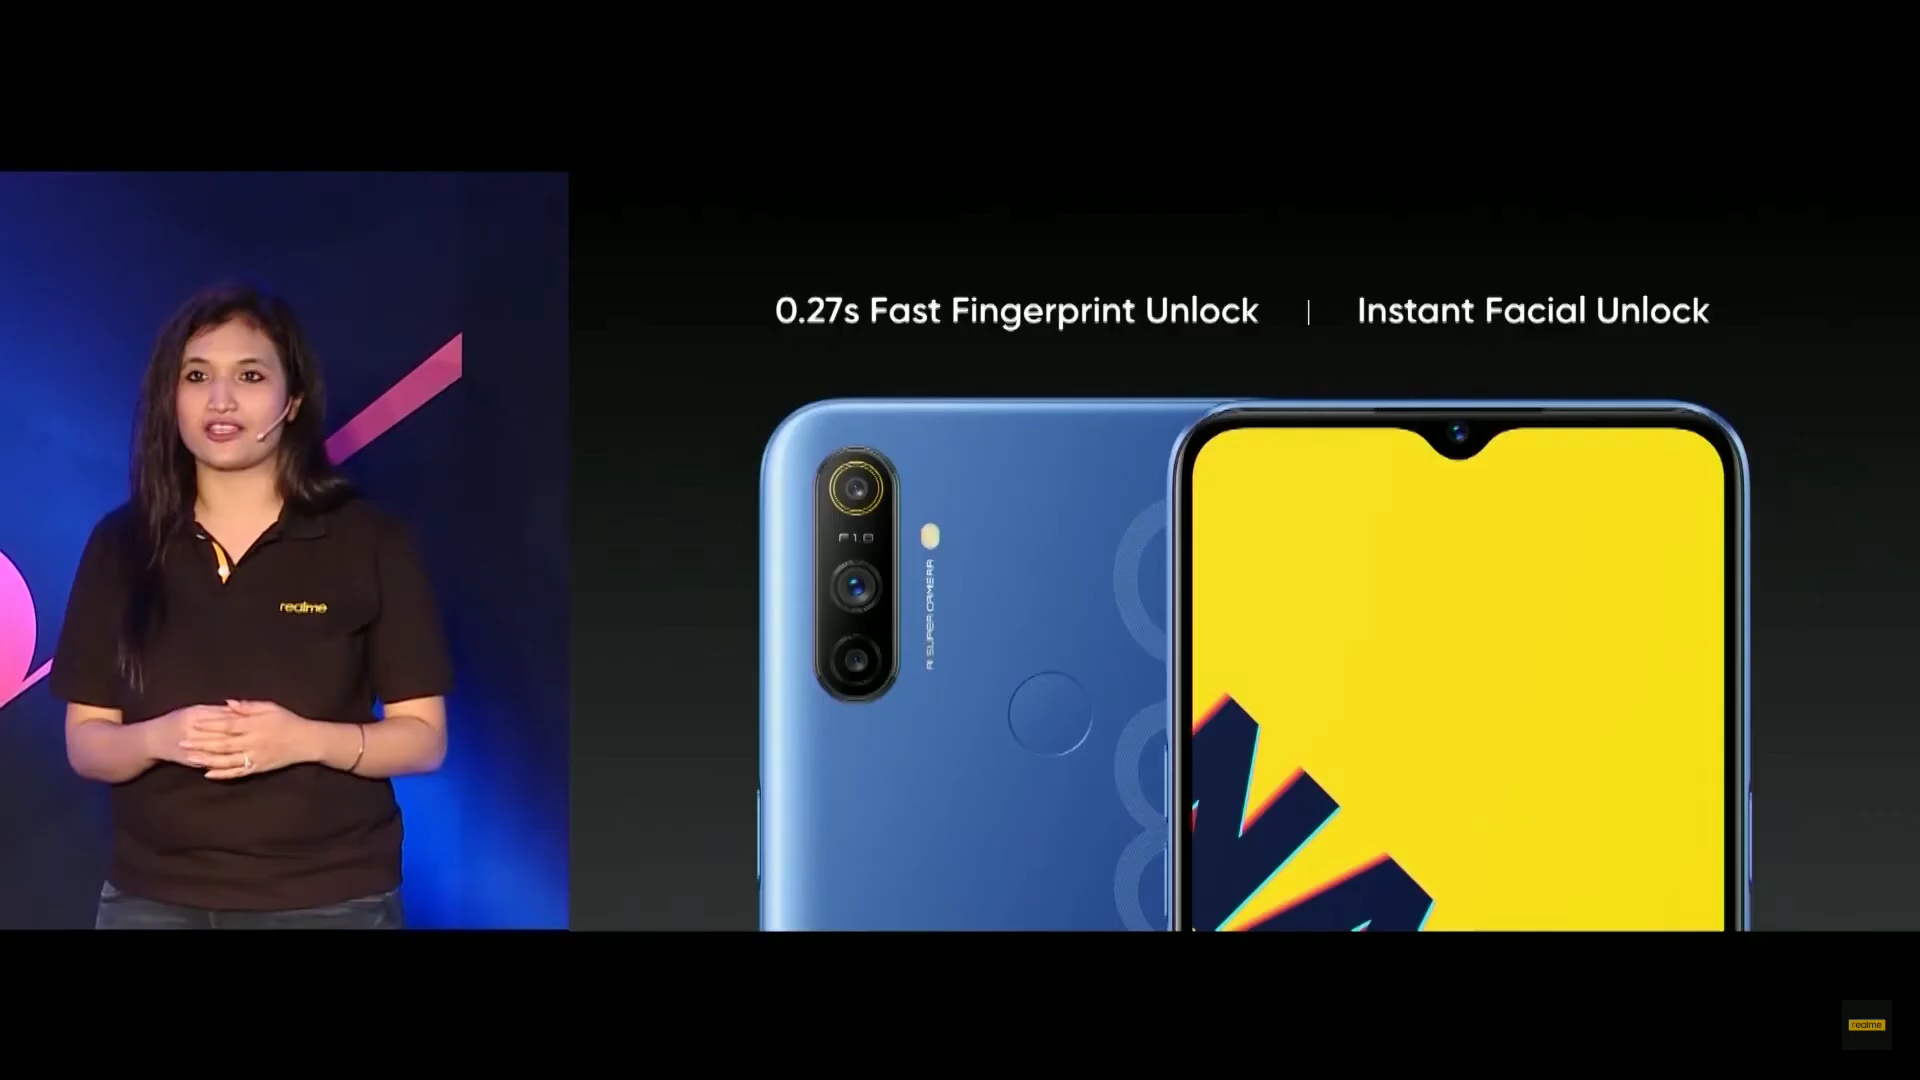 0.27s Fast Fingerprint Unlock | Instant Facial Unlock
F1.8
AI SUPER CAMERA
realme
realme